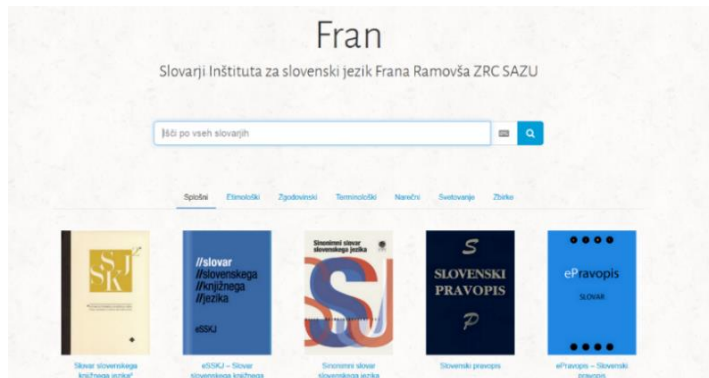 Fran
Slovarji Inštituta za slovenski jezik Frana Ramovša ZRC SAZU
Išči po vseh slovarjih
Splošni Etimološki Zgodovinski Terminološki Narečni Svetovanje Zbirke
SSKJ
//slovar
//slovenskega
//knjižnega
//jezika
eSSKJ
Sinonimni slovar
slovenskega jezika
SSSJ
S
SLOVENSKI
PRAVOPIS
P
ePravopis
SLOVAR
Slovar slovenskega
knjižnega jezika²
eSSKJ – Slovar
slovenskega knjižnega
Sinonimni slovar
slovenskega jezika
Slovenski pravopis
ePravopis – Slovenski
pravopis